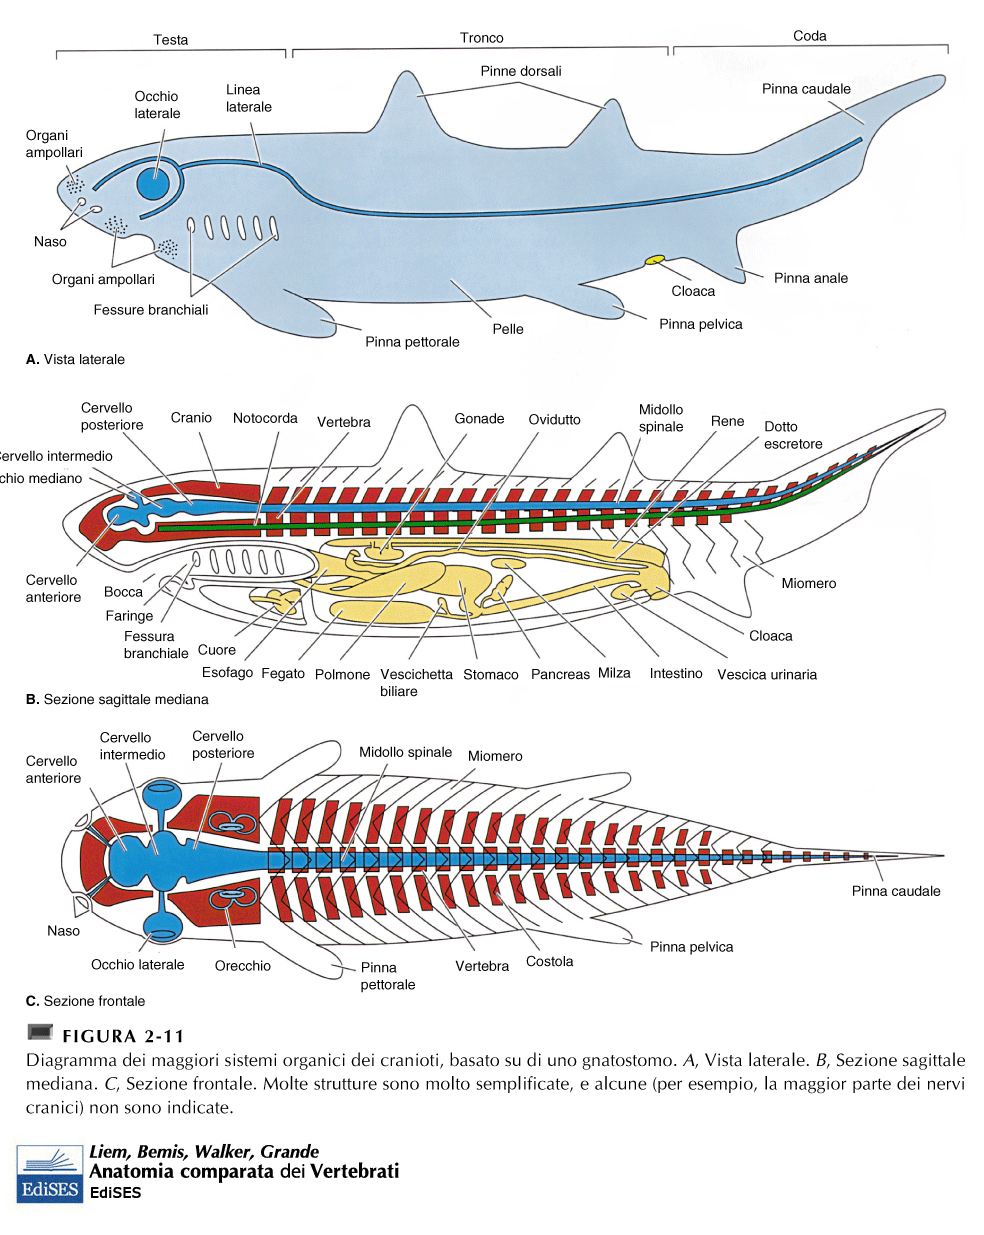 Testa
Tronco
Coda
Pinne dorsali
Pinna caudale
Occhio
laterale
Linea
laterale
Organi
ampollari
Naso
Organi ampollari
Fessure branchiali
Pinna pettorale
Pelle
Cloaca
Pinna anale
Pinna pelvica
A. Vista laterale
Cervello
posteriore
Cranio
Notocorda
Vertebra
Gonade
Ovidutto
Midollo
spinale
Rene
Dotto
escretore
Cervello intermedio
chio mediano
Cervello
anteriore
Bocca
Faringe
Fessura
branchiale
Cuore
Esofago
Fegato
Polmone
Vescichetta
biliare
Stomaco
Pancreas
Milza
Intestino
Vescica urinaria
Cloaca
Miomero
B. Sezione sagittale mediana
Cervello
anteriore
Cervello
intermedio
Cervello
posteriore
Midollo spinale
Miomero
Pinna caudale
Naso
Occhio laterale
Orecchio
Pinna
pettorale
Vertebra
Costola
Pinna pelvica
C. Sezione frontale
FIGURA 2-11
Diagramma dei maggiori sistemi organici dei cranioti, basato su di uno gnatostomo. A, Vista laterale. B, Sezione sagittale
mediana. C, Sezione frontale. Molte strutture sono molto semplificate, e alcune (per esempio, la maggior parte dei nervi
cranici) non sono indicate.
Liem, Bemis, Walker, Grande
Anatomia comparata dei Vertebrati
EdiSES
EdiSES